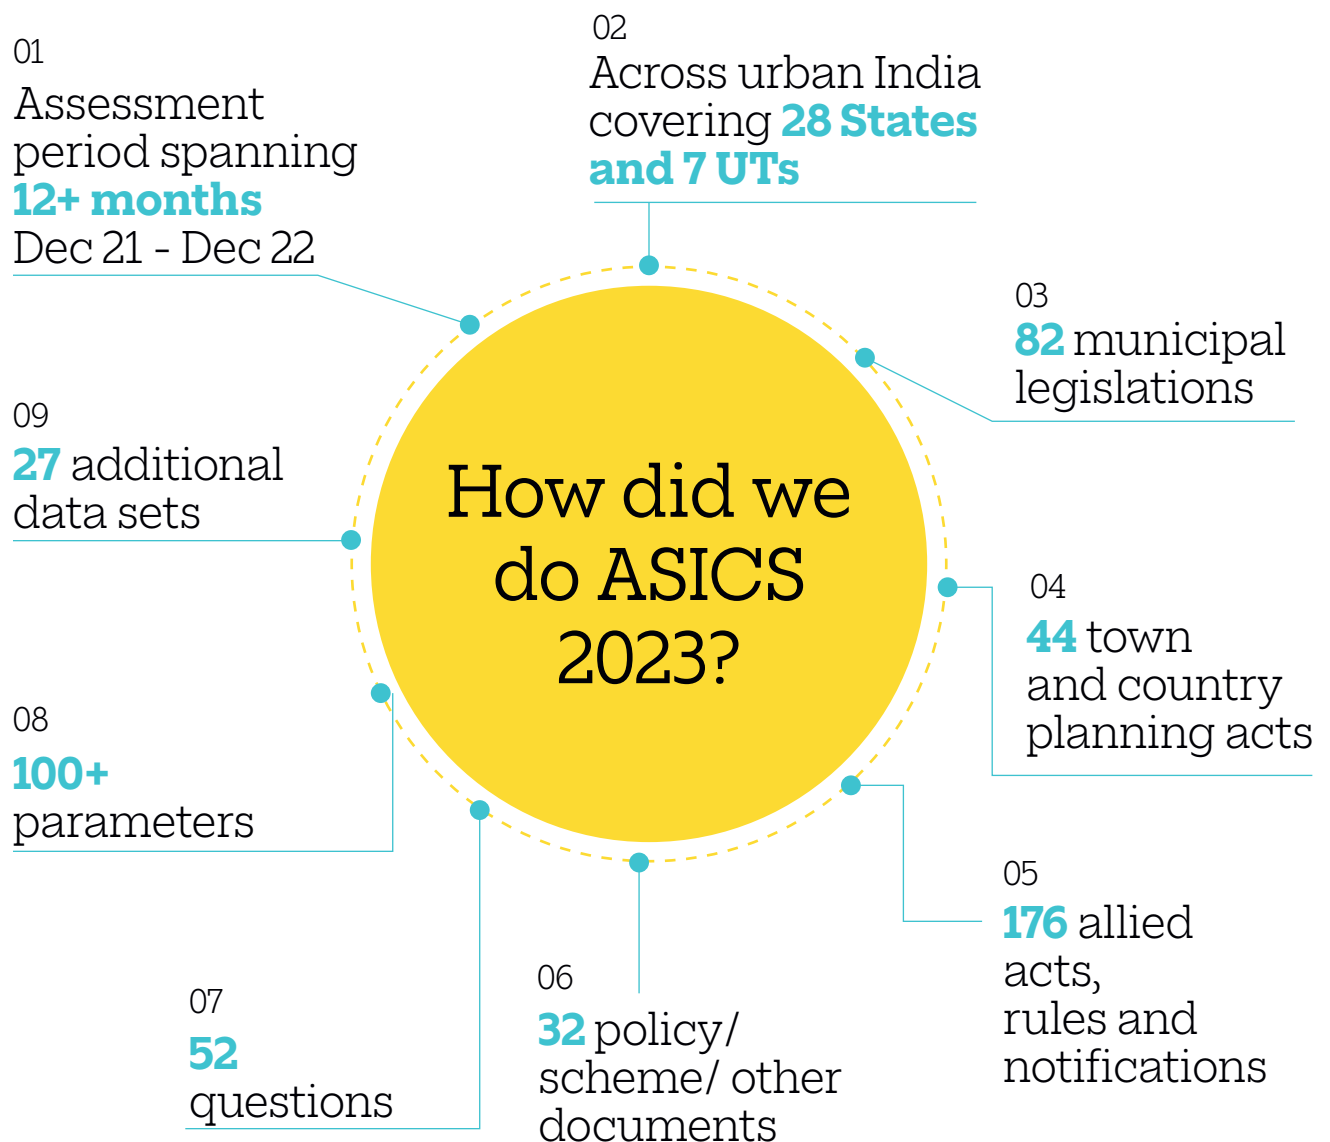 01
Assessment
period spanning
12+ months
Dec 21 - Dec 22
02
Across urban India
covering 28 States
and 7 UTs
03
82 municipal
legislations
04
44 town
and country
planning acts
05
176 allied
acts,
rules and
notifications
06
32 policy/
scheme/ other
documents
07
52
questions
08
100+
parameters
09
27 additional
data sets
How did we
do ASICS
2023?